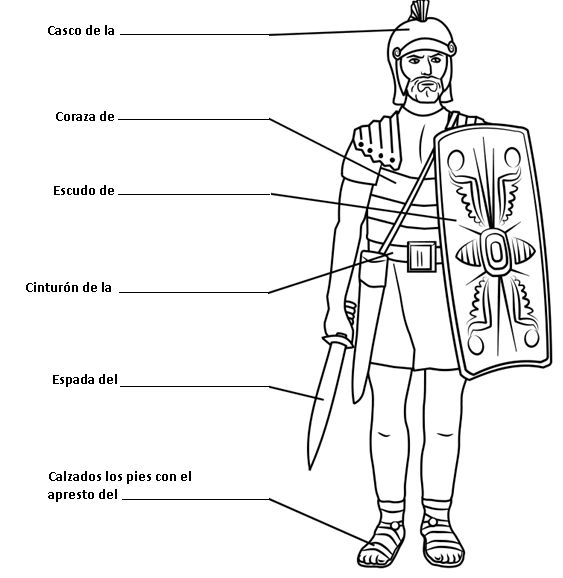 Casco de la
Coraza de
Escudo de
Cinturón de la
Espada del
Calzados los pies con el
apresto del